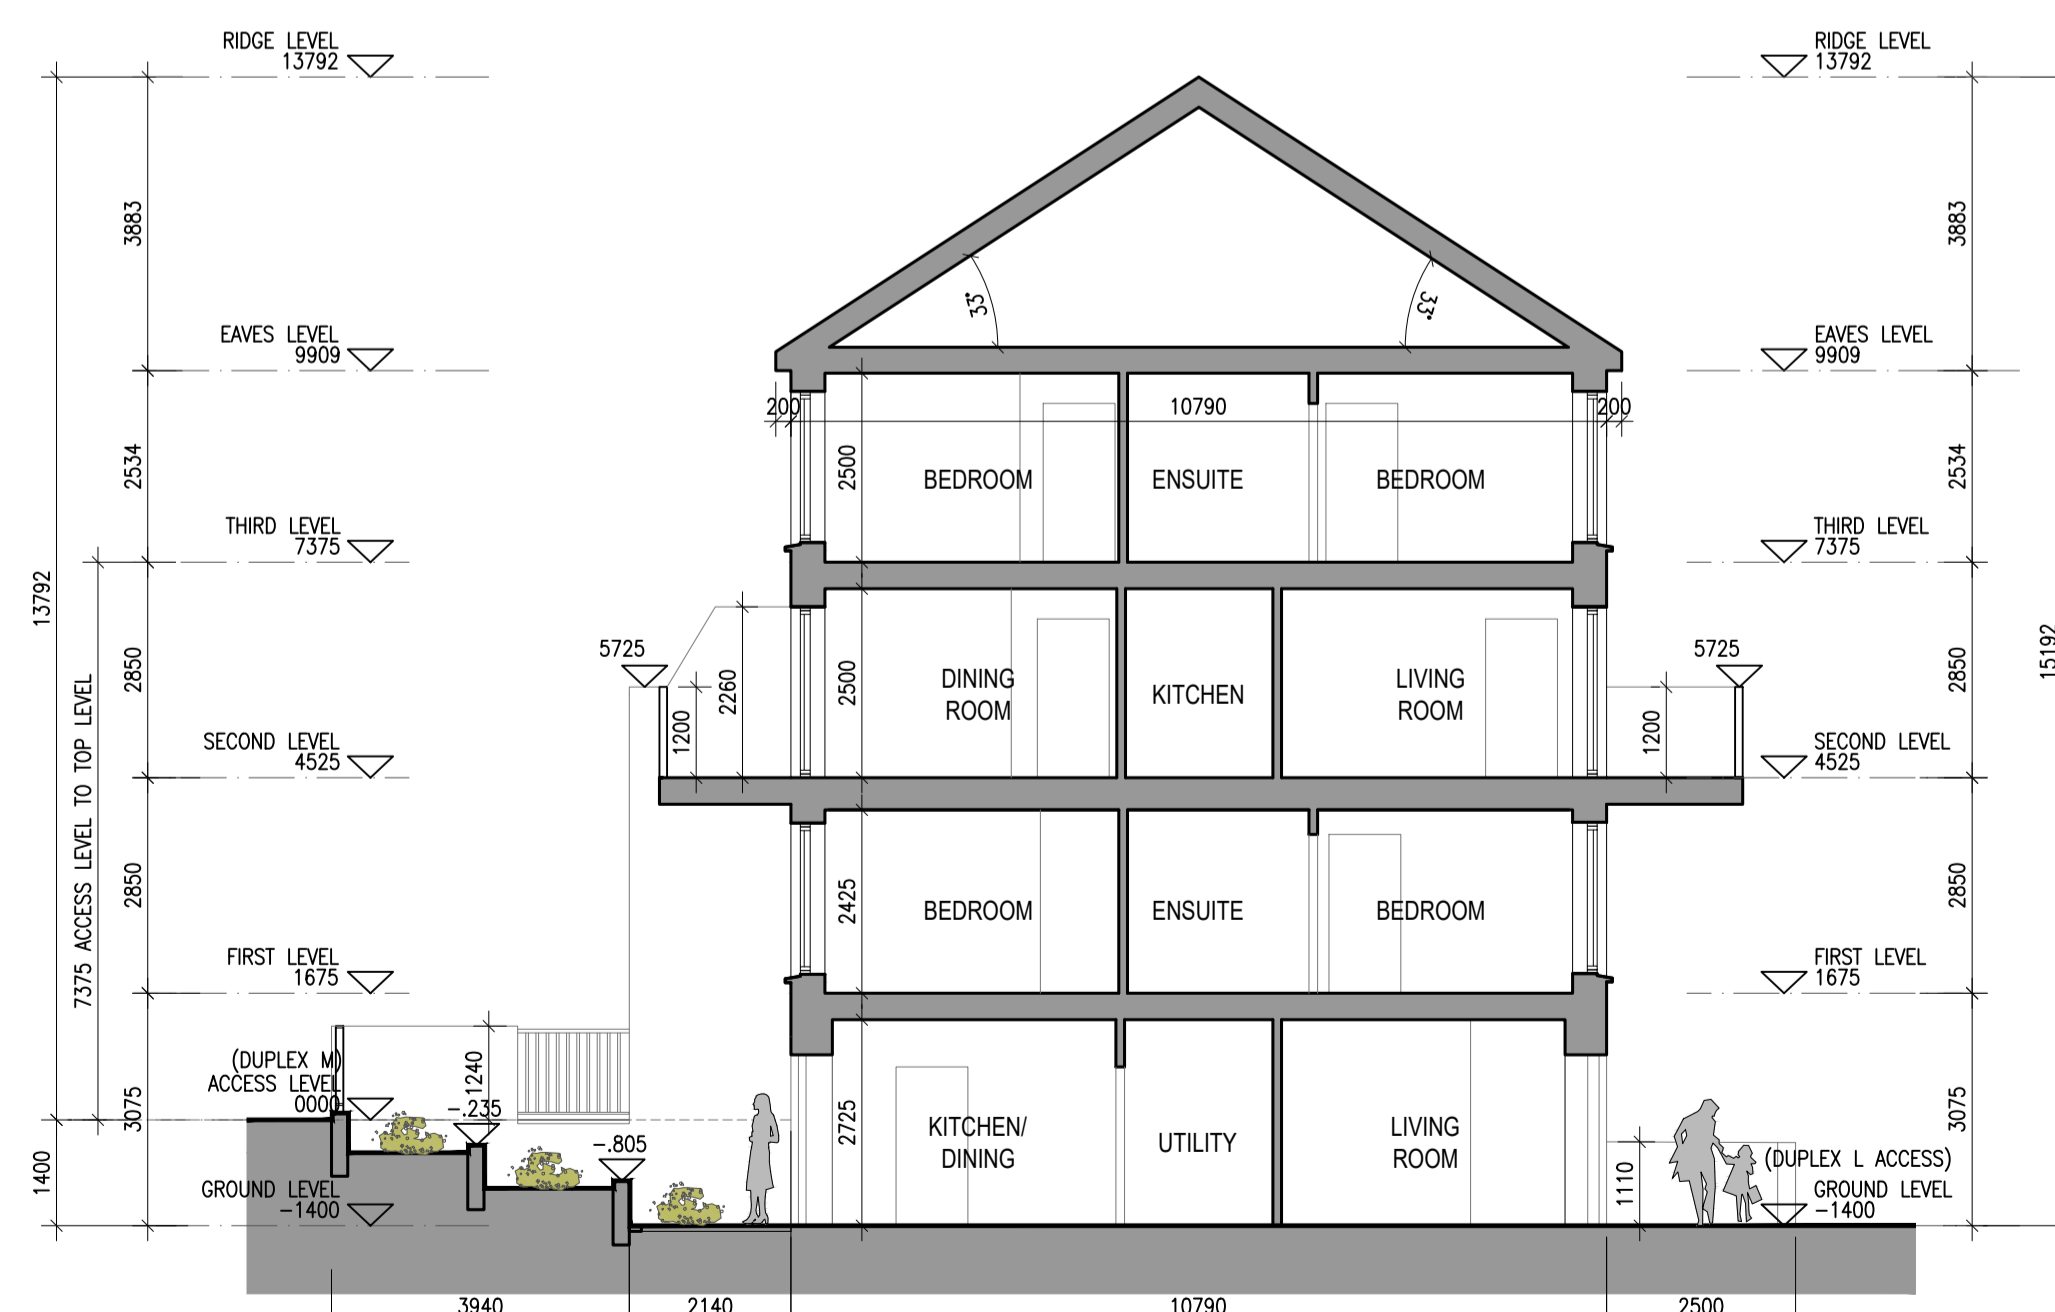 RIDGE LEVEL
13792
RIDGE LEVEL
13792
3883
3883
33°
33°
EAVES LEVEL
9909
EAVES LEVEL
9909
200
10790
200
2534
2500
BEDROOM
ENSUITE
BEDROOM
2534
THIRD LEVEL
7375
THIRD LEVEL
7375
13792
15192
5725
5725
2850
1200
2260
2500
DINING
ROOM
KITCHEN
LIVING
ROOM
1200
2850
7375 ACCESS LEVEL TO TOP LEVEL
SECOND LEVEL
4525
SECOND LEVEL
4525
2850
2425
BEDROOM
ENSUITE
BEDROOM
2850
FIRST LEVEL
1675
FIRST LEVEL
1675
(DUPLEX M)
ACCESS LEVEL
0000
1240
-.235
-.805
3075
2725
KITCHEN/
DINING
UTILITY
LIVING
ROOM
3075
1400
GROUND LEVEL
-1400
1110
(DUPLEX L ACCESS)
GROUND LEVEL
-1400
3940
2140
10790
2500